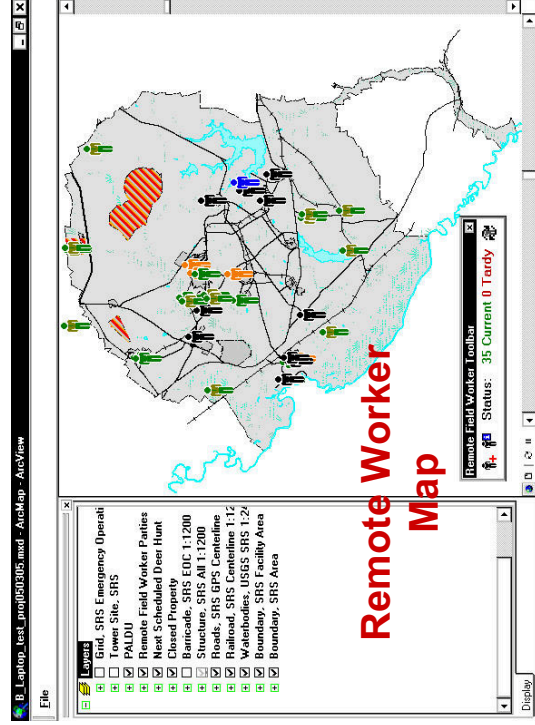 B_Laptop_test_proj050305.mxd - ArcMap - ArcView
File
Layers
Grid, SRS Emergency Operati
Tower Site, SRS
PALDU
Remote Field Worker Parties
Next Scheduled Deer Hunt
Closed Property
Barricade, SRS EOC 1:1200
Structure, SRS All 1:1200
Roads, SRS GPS Centerline
Railroad, SRS Centerline 1:12
Waterbodies, USGS SRS 1:24
Boundary, SRS Facility Area
Boundary, SRS Area
Display
Remote Worker
Map
Remote Field Worker Toolbar
Status: 35 Current 0 Tardy